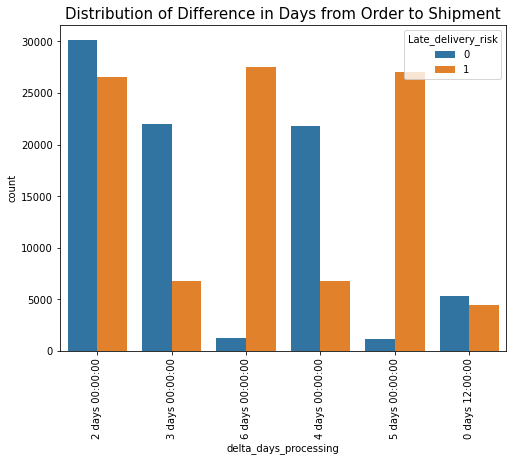 Distribution of Difference in Days from Order to Shipment
Late_delivery_risk
0
1
30000
25000
20000
15000
10000
5000
0
count
2 days 00:00:00
3 days 00:00:00
6 days 00:00:00
4 days 00:00:00
5 days 00:00:00
0 days 12:00:00
delta_days_processing